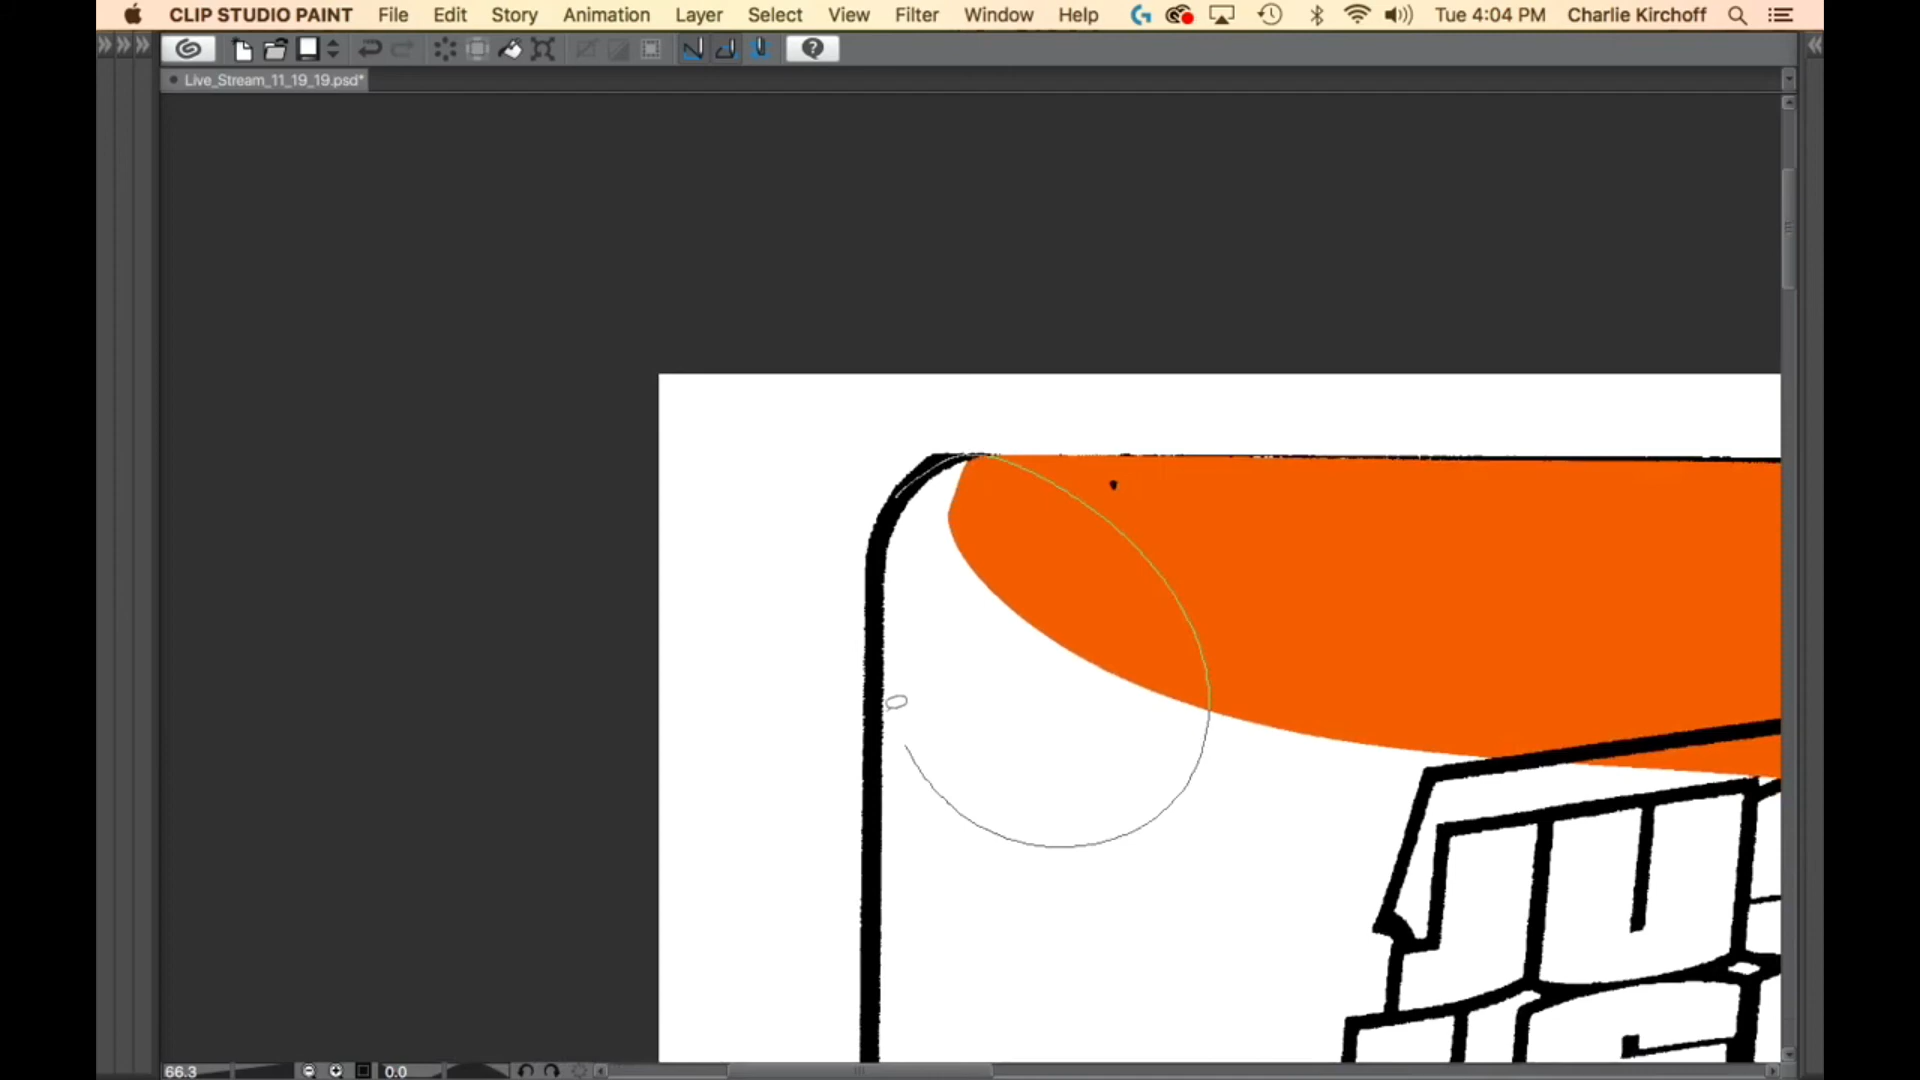 CLIP STUDIO PAINT File Edit Story Animation Layer Select View Filter Window Help Tue 4:04 PM Charlie Kirchoff
Live_Stream_11_19_19.psd*
66.3 0.0